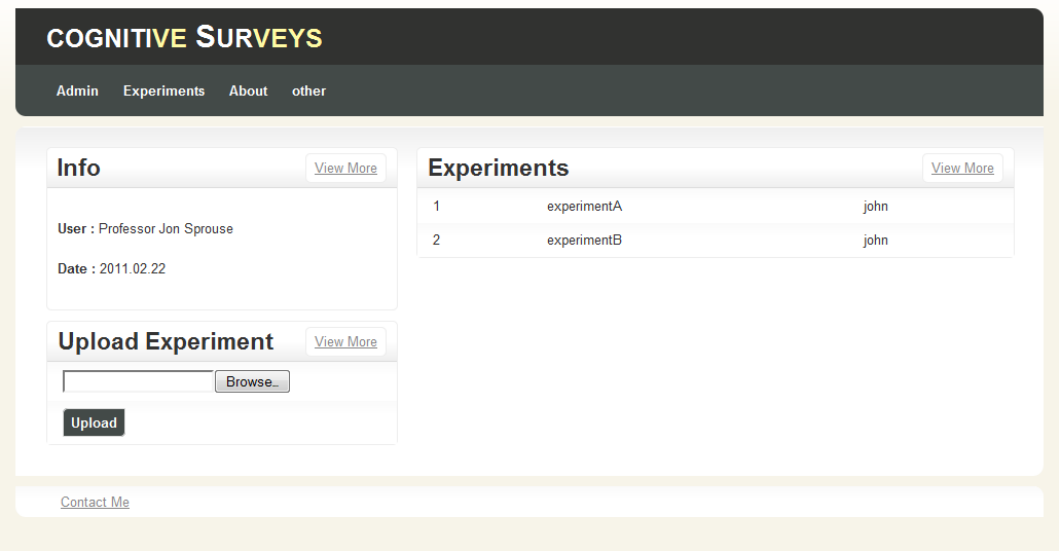 COGNITIVE SURVEYS
Admin Experiments About other
Info View More
User : Professor Jon Sprouse
Date : 2011.02.22
Upload Experiment View More
Browse...
Upload
Experiments View More
1 experimentA john
2 experimentB john
Contact Me